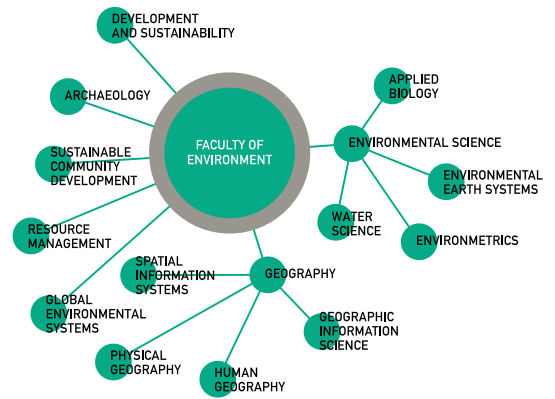 DEVELOPMENT
AND SUSTAINABILITY
ARCHAEOLOGY
SUSTAINABLE
COMMUNITY
DEVELOPMENT
RESOURCE
MANAGEMENT
GLOBAL
ENVIRONMENTAL
SYSTEMS
FACULTY OF
ENVIRONMENT
APPLIED
BIOLOGY
ENVIRONMENTAL SCIENCE
ENVIRONMENTAL
EARTH SYSTEMS
WATER
SCIENCE
ENVIRONMETRICS
SPATIAL
INFORMATION
SYSTEMS
GEOGRAPHY
GEOGRAPHIC
INFORMATION
SCIENCE
PHYSICAL
GEOGRAPHY
HUMAN
GEOGRAPHY